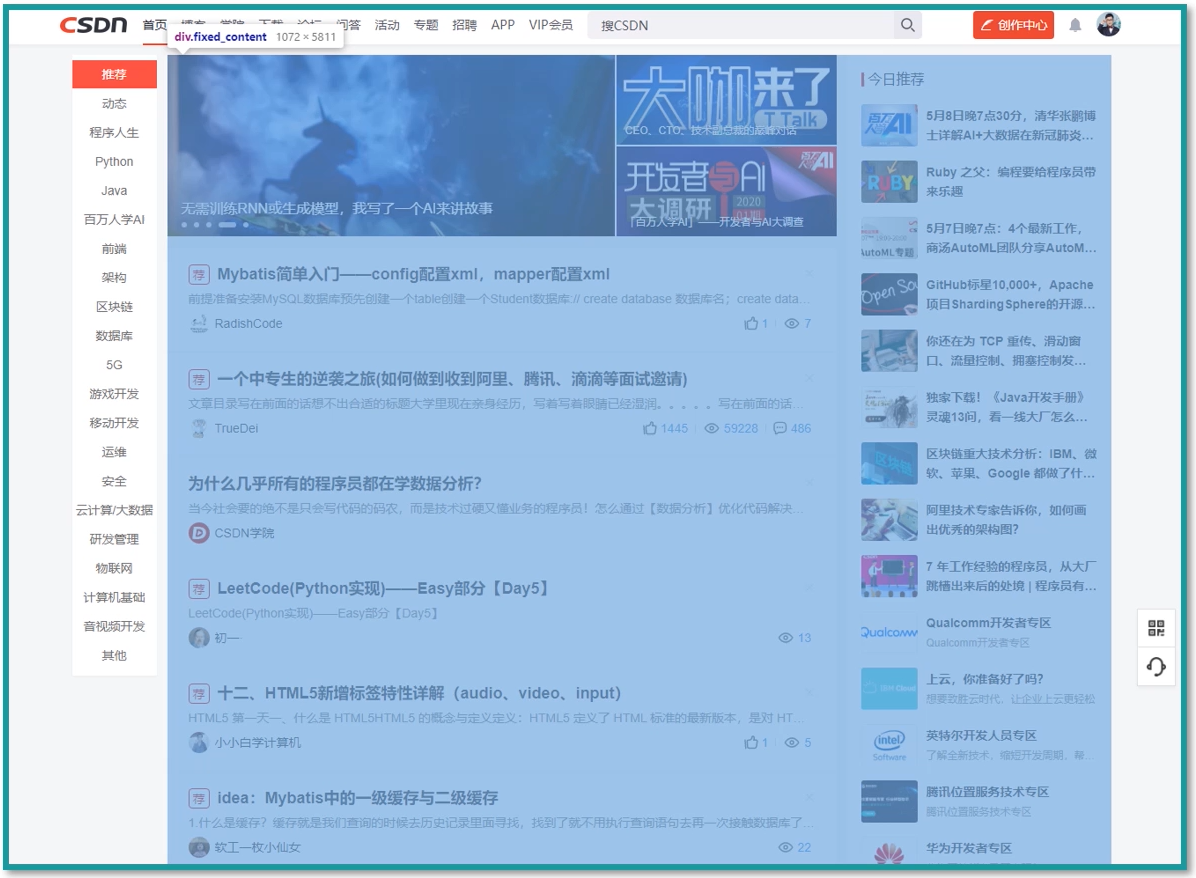 CSDN 首页 博客 学院 下载 论坛 问答 活动 专题 招聘 APP VIP会员 搜CSDN 创作中心
div.fixed_content 1072 × 5811
推荐
动态
程序人生
Python
Java
百万人学AI
前端
架构
区块链
数据库
5G
游戏开发
移动开发
运维
安全
云计算/大数据
研发管理
物联网
计算机基础
音视频开发
其他
无需训练RNN或生成模型，我写了一个AI来讲故事
大咖来了
T Talk
CEO、CTO、技术副总裁的巅峰对话
开发者与AI
大调研 2020
「百万人学AI」——开发者与AI大调查
荐 Mybatis简单入门——config配置xml，mapper配置xml
前提准备安装MySQL数据库预先创建一个table创建一个Student数据库:// create database 数据库名；create data…
RadishCode 1 7
荐 一个中专生的逆袭之旅(如何做到收到阿里、腾讯、滴滴等面试邀请)
文章目录写在前面的话想不出合适的标题大学里现在亲身经历，写着写着眼睛已经湿润。。。。。写在前面的话…
TrueDei 1445 59228 486
为什么几乎所有的程序员都在学数据分析？
当今社会要的绝不是只会写代码的码农，而是技术过硬又懂业务的程序员！怎么通过【数据分析】优化代码解决…
CSDN学院
荐 LeetCode(Python实现)——Easy部分【Day5】
LeetCode(Python实现)——Easy部分【Day5】
初一- 13
荐 十二、HTML5新增标签特性详解（audio、video、input）
HTML5 第一天一、什么是 HTML5HTML5 的概念与定义定义：HTML5 定义了 HTML 标准的最新版本，是对 HT…
小小白学计算机 1 5
荐 idea：Mybatis中的一级缓存与二级缓存
1.什么是缓存？缓存就是我们查询的时候去历史记录里面寻找，找到了就不用执行查询语句去再一次接触数据库了…
软工一枚小仙女 22
今日推荐
5月8日晚7点30分，清华张鹏博
士详解AI+大数据在新冠肺炎…
RUBY
Ruby 之父：编程要给程序员带
来乐趣
AutoML专题
5月7日晚7点：4个最新工作，
商汤AutoML团队分享AutoM…
Open So
GitHub标星10,000+，Apache
项目ShardingSphere的开源…
你还在为 TCP 重传、滑动窗
口、流量控制、拥塞控制发…
独家下载！《Java开发手册》
灵魂13问，看一线大厂怎么…
区块链
区块链重大技术分析：IBM、微
软、苹果、Google 都做了什…
阿里技术专家告诉你，如何画
出优秀的架构图？
7 年工作经验的程序员，从大厂
跳槽出来后的处境 | 程序员有…
Qualcomm
Qualcomm开发者专区
Qualcomm开发者专区
IBM Cloud
上云，你准备好了吗？
想要政胜云时代，让企业上云更轻松
intel
Software
英特尔开发人员专区
了解全新技术，缩短开发周期，帮…
腾讯位置服务技术专区
腾讯位置服务技术专区
华为开发者专区